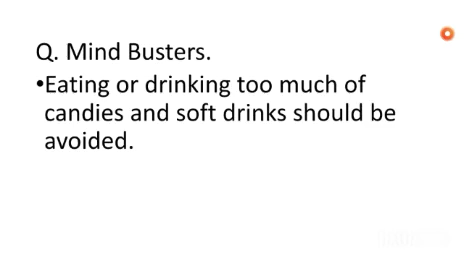 Q. Mind Busters.
•Eating or drinking too much of
candies and soft drinks should be
avoided.